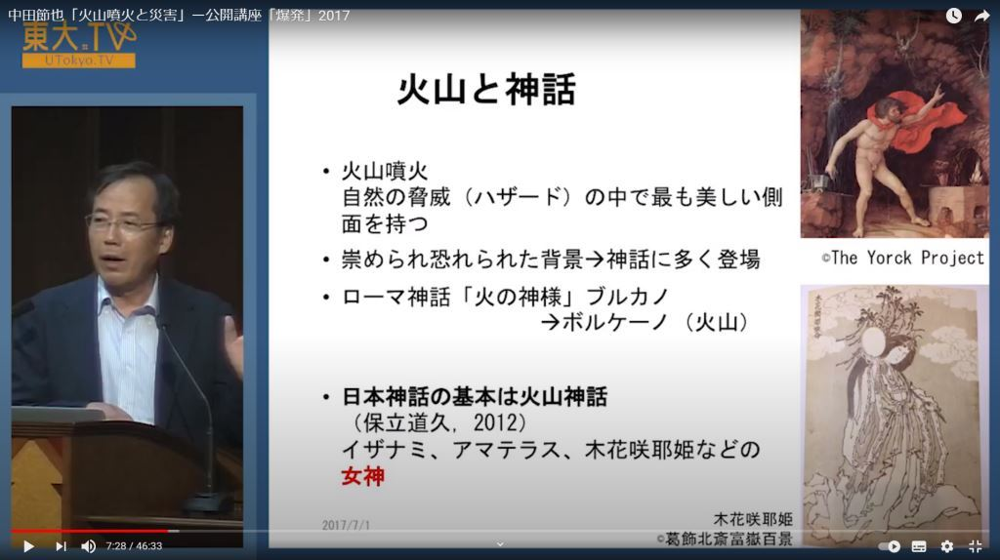 中田節也「火山噴火と災害」ー公開講座「爆発」2017
東大.TV
UTokyo.TV
火山と神話
• 火山噴火
自然の脅威（ハザード）の中で最も美しい側
面を持つ
• 崇められ恐れられた背景→神話に多く登場
• ローマ神話「火の神様」ブルカノ
→ボルケーノ（火山）
• 日本神話の基本は火山神話
（保立道久, 2012）
イザナミ、アマテラス、木花咲耶姫などの
女神
2017/7/1
©The Yorck Project
木花咲耶姫
©葛飾北斎富嶽百景
7:28 / 46:33